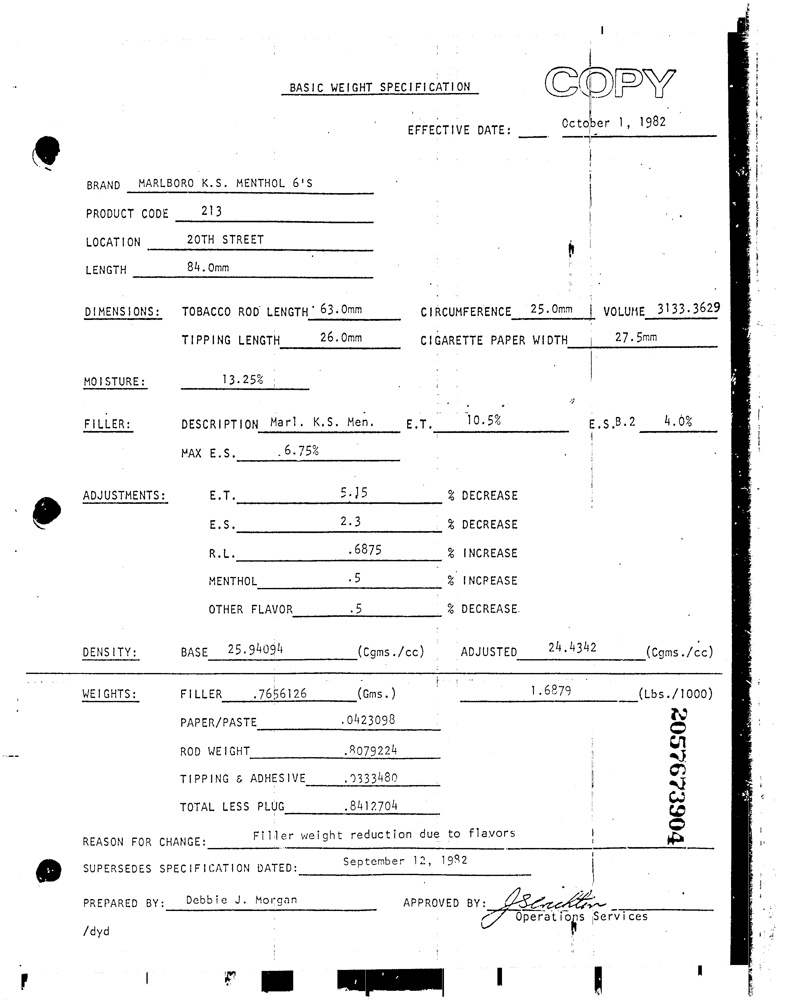 COPY
BASIC WEIGHT SPECIFICATION
EFFECTIVE DATE: October 1, 1982
BRAND MARLBORO K.S. MENTHOL 6'S
PRODUCT CODE 213
LOCATION 20TH STREET
LENGTH 84.0mm
DIMENSIONS: TOBACCO ROD LENGTH 63.0mm CIRCUMFERENCE 25.0mm VOLUME 3133.3629
TIPPING LENGTH 26.0mm CIGARETTE PAPER WIDTH 27.5mm
MOISTURE: 13.25%
FILLER: DESCRIPTION Marl. K.S. Men. E.T. 10.5% E.S.B.2 4.0%
MAX E.S. 6.75%
ADJUSTMENTS: E.T. 5.15 % DECREASE
E.S. 2.3 % DECREASE
R.L. .6875 % INCREASE
MENTHOL .5 % INCPEASE
OTHER FLAVOR .5 % DECREASE
DENSITY: BASE 25.94094 (Cgms./cc) ADJUSTED 24.4342 (Cgms./cc)
WEIGHTS: FILLER .7656126 (Gms.) 1.6879 (Lbs./1000)
PAPER/PASTE .0423098
ROD WEIGHT .8079224
TIPPING & ADHESIVE .0333480
TOTAL LESS PLUG .8412704
2057673904
REASON FOR CHANGE: Filler weight reduction due to flavors
SUPERSEDES SPECIFICATION DATED: September 12, 1982
PREPARED BY: Debbie J. Morgan APPROVED BY:
Operations Services
/dyd